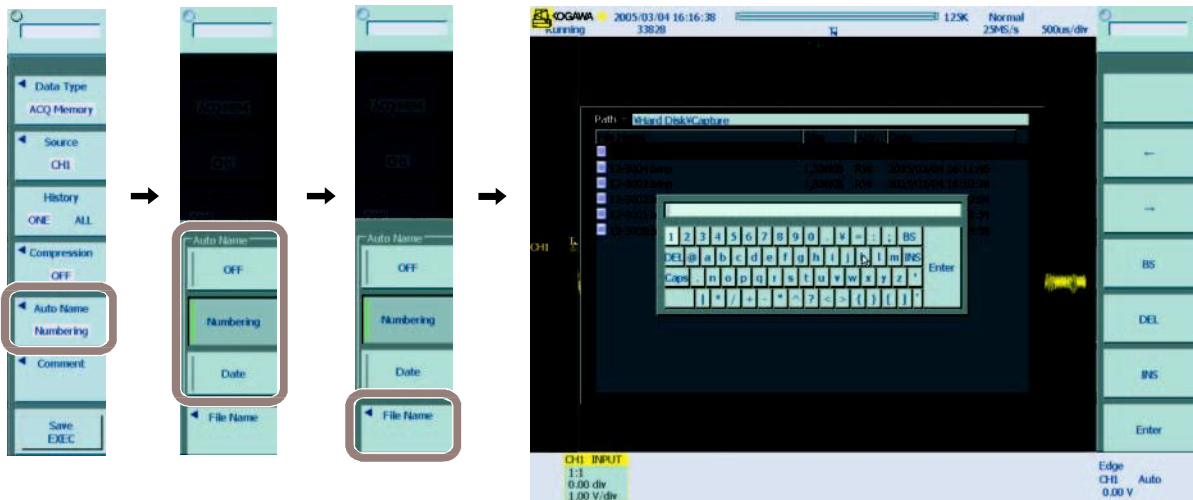 Data Type
ACQ Memory
Source
CH1
History
ONE ALL
Compression
OFF
Auto Name
Numbering
Comment
Save
EXEC
Auto Name
OFF
Numbering
Date
File Name
Auto Name
OFF
Numbering
Date
File Name
KOGAWA 2005/03/04 16:16:38 125K Normal
Running 33828 25MS/s 500us/div
Path = ¥Hard Disk¥Capture
CH1
1 2 3 4 5 6 7 8 9 0 . ¥ = : ; BS
DEL @ a b c d e f g h i j k l m INS
Caps . n o p q r s t u v w x y z '
Enter
| * / + - " ^ ? < > { } [ ]
←
→
BS
DEL
INS
Enter
CH1 INPUT
1:1
0.00 div
1.00 V/div
Edge
CH1 Auto
0.00 V